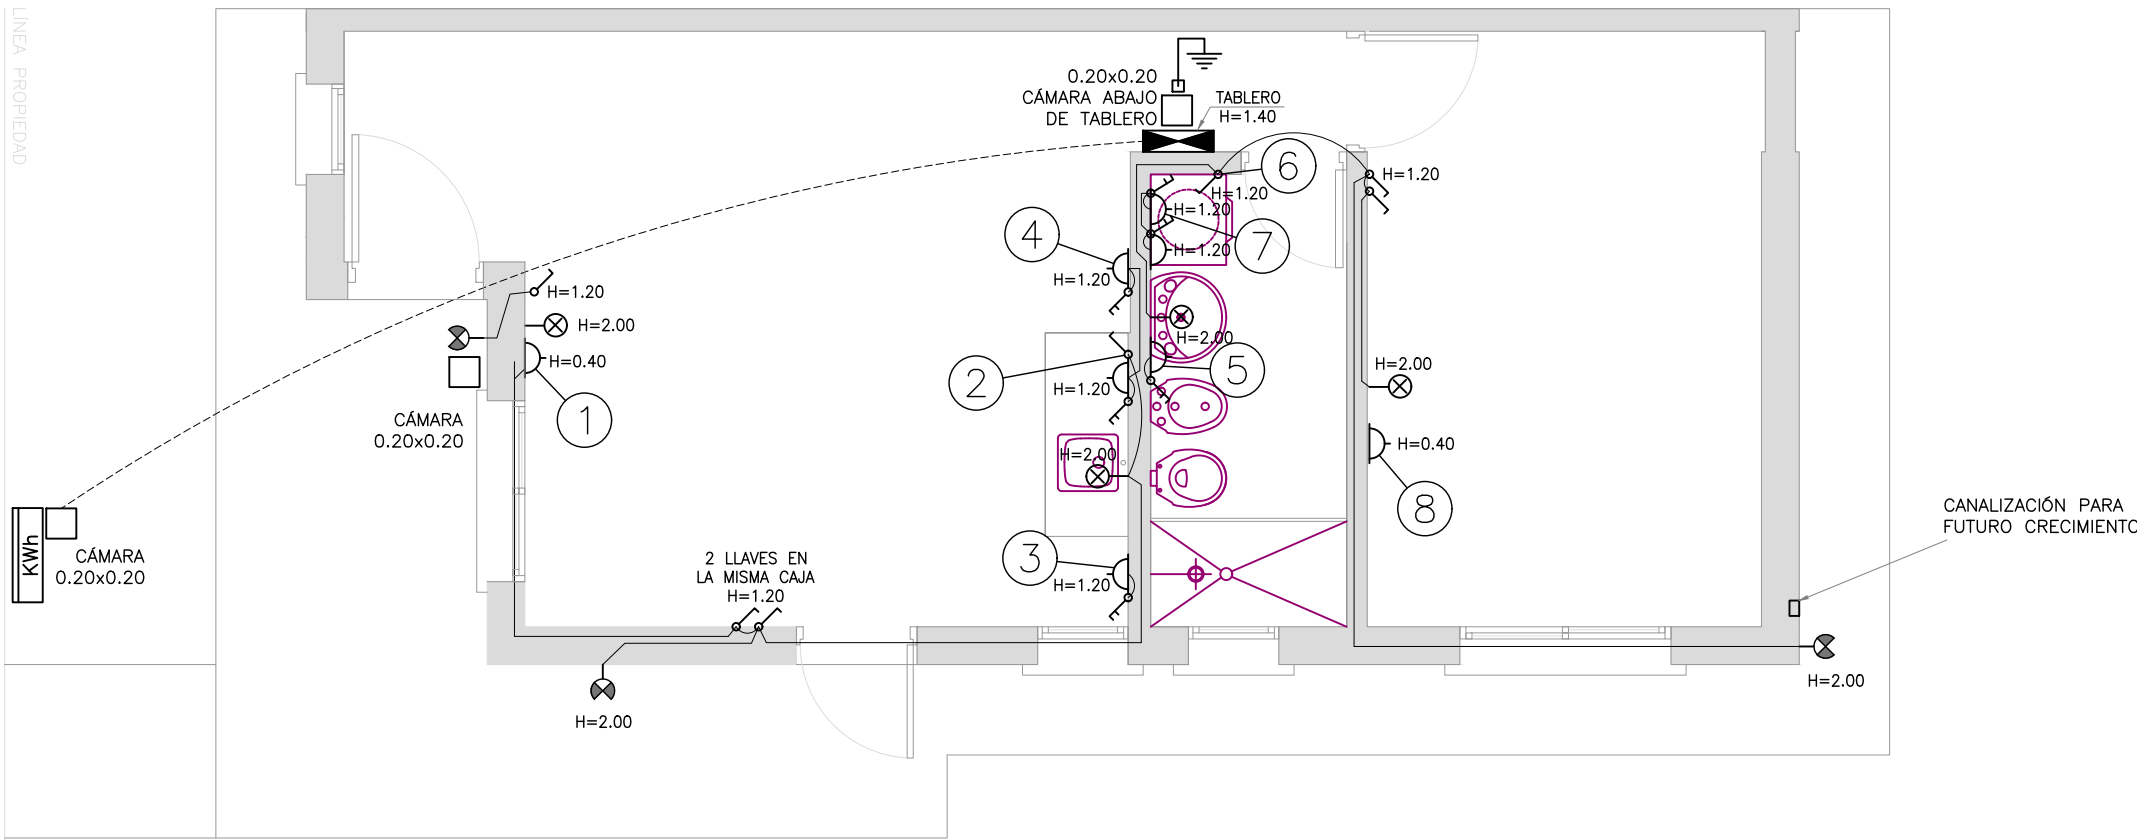 LÍNEA PROPIEDAD
0.20x0.20
CÁMARA ABAJO
DE TABLERO
TABLERO
H=1.40
6
H=1.20
H=1.20
H=1.20
7
H=1.20
4
H=1.20
H=1.20
H=2.00
H=0.40
1
CÁMARA
0.20x0.20
2
H=1.20
H=2.00
5
H=2.00
H=2.00
H=0.40
8
KWh
CÁMARA
0.20x0.20
2 LLAVES EN
LA MISMA CAJA
H=1.20
3
H=1.20
CANALIZACIÓN PARA
FUTURO CRECIMIENTO
H=2.00
H=2.00